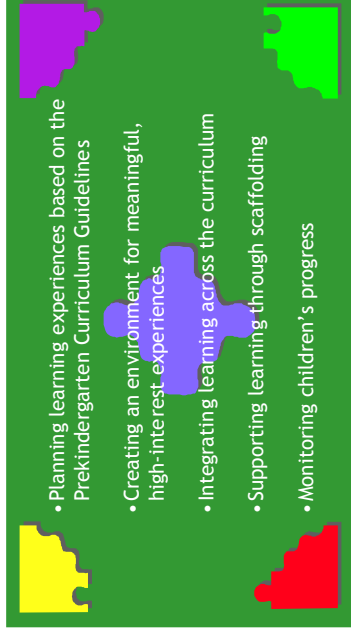 • Planning learning experiences based on the
Prekindergarten Curriculum Guidelines
• Creating an environment for meaningful,
high-interest experiences
• Integrating learning across the curriculum
• Supporting learning through scaffolding
• Monitoring children's progress